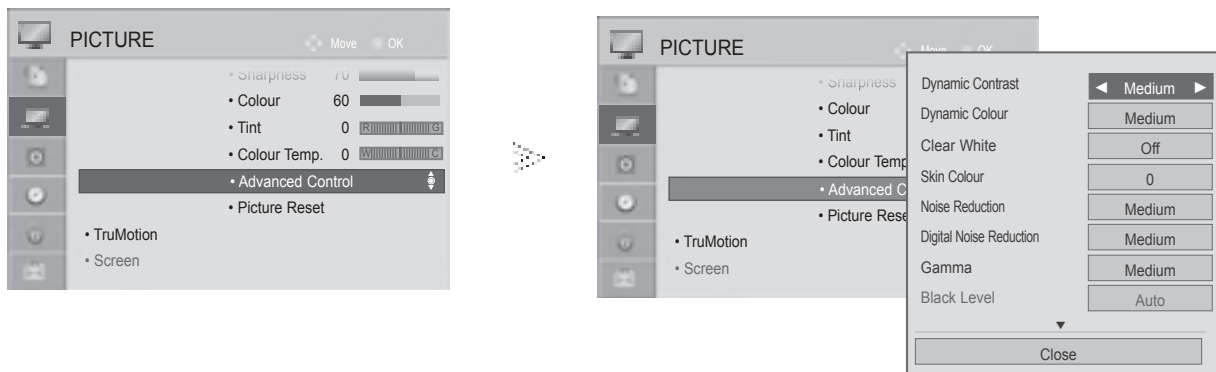 PICTURE
Move OK
• Sharpness 70
• Colour 60
• Tint 0 R G
• Colour Temp. 0 W C
• Advanced Control
• Picture Reset
• TruMotion
• Screen
PICTURE
Move OK
• Sharpness
• Colour
• Tint
• Colour Temp
• Advanced C
• Picture Rese
• TruMotion
• Screen
Dynamic Contrast ◄ Medium ►
Dynamic Colour Medium
Clear White Off
Skin Colour 0
Noise Reduction Medium
Digital Noise Reduction Medium
Gamma Medium
Black Level Auto
▼
Close